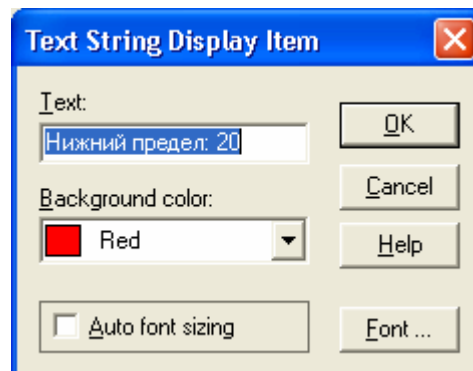 Text String Display Item
Text:
OK
Нижний предел: 20
Cancel
Background color:
Red
Help
Auto font sizing
Font ...